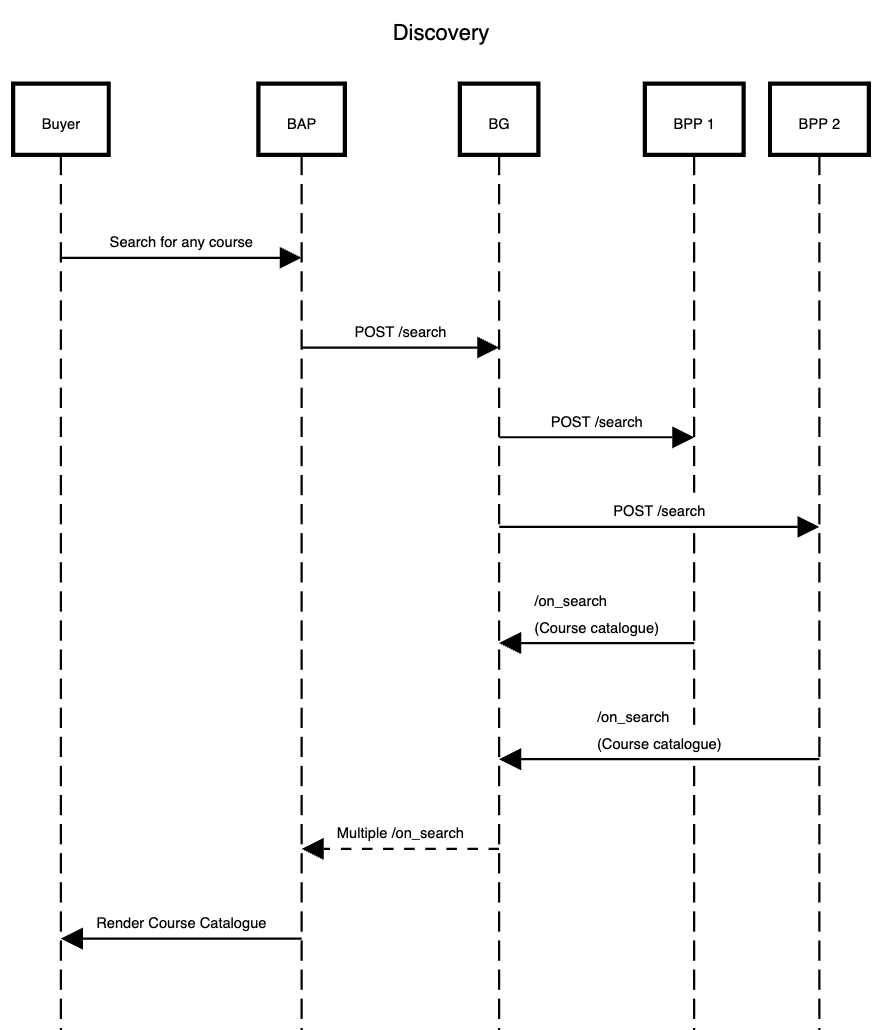 Discovery
Buyer
BAP
BG
BPP 1
BPP 2
Search for any course
POST /search
POST /search
POST /search
/on_search
(Course catalogue)
/on_search
(Course catalogue)
Multiple /on_search
Render Course Catalogue